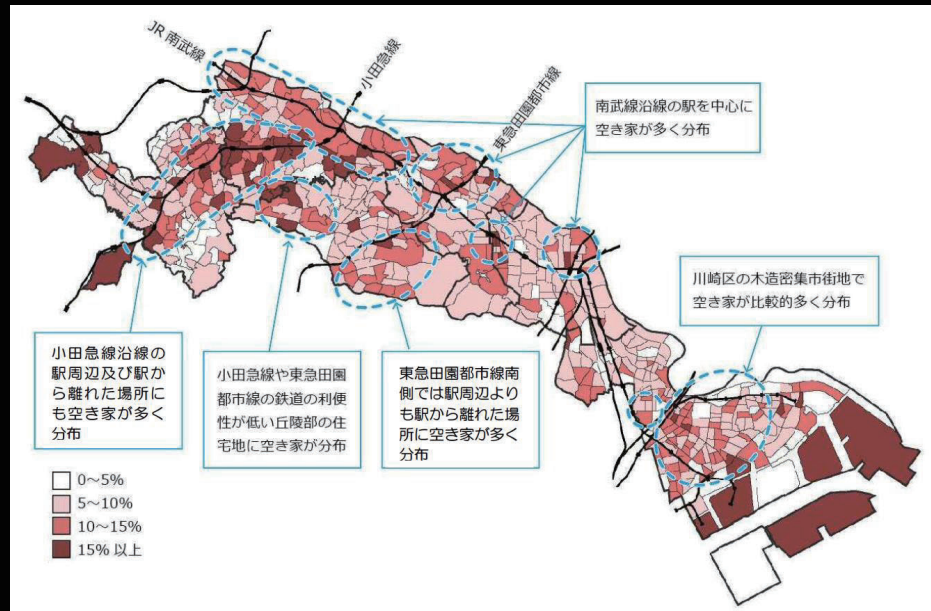 JR 南武線
小田急線
東急田園都市線
南武線沿線の駅を中心に
空き家が多く分布
川崎区の木造密集市街地で
空き家が比較的多く分布
小田急線沿線の
駅周辺及び駅か
ら離れた場所に
も空き家が多く
分布
小田急線や東急田園
都市線の鉄道の利便
性が低い丘陵部の住
宅地に空き家が分布
東急田園都市線南
側では駅周辺より
も駅から離れた場
所に空き家が多く
分布
0～5%
5～10%
10～15%
15% 以上